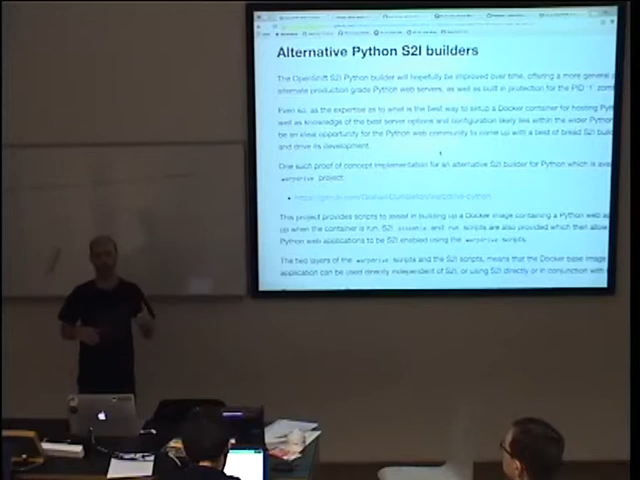 Alternative Python S2I builders
The OpenShift S2I Python builder will hopefully be improved over time, offering a more general
alternate production grade Python web servers, as well as built in protection for the PID '1'
Even so, as the expertise as to what is the best way to setup a Docker container for hosting
well as knowledge of the best server options and configuration likely lies within the wider
be an ideal opportunity for the Python web community to come up with a best of bread S2I
and drive its development.
One such proof of concept implementation for an alternative S2I builder for Python which is
warpdrive project:
• https://github.com/GrahamDumpleton/warpdrive-python
This project provides scripts to assist in building up a Docker image containing a Python web
up when the container is run. S2I assemble and run scripts are also provided which then allow
Python web applications to be S2I enabled using the warpdrive scripts.
The two layers of the warpdrive scripts and the S2I scripts, means that the Docker base image
application can be used directly independent of S2I, or using S2I directly or in conjunction with